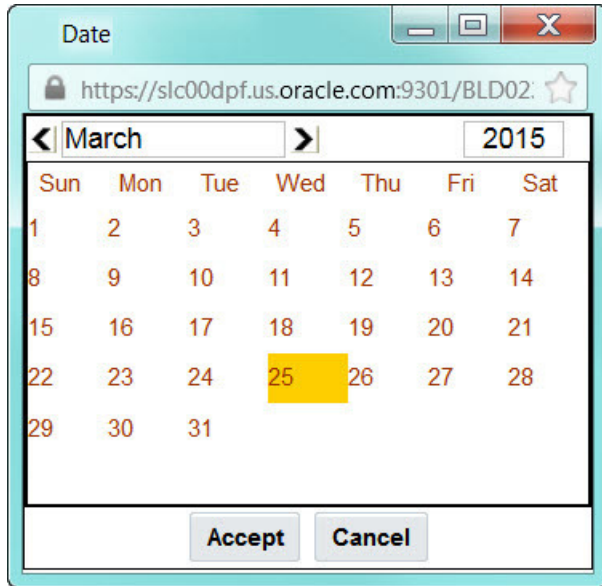 Date
https://slc00dpf.us.oracle.com:9301/BLD02
March 2015
Sun Mon Tue Wed Thu Fri Sat
1 2 3 4 5 6 7
8 9 10 11 12 13 14
15 16 17 18 19 20 21
22 23 24 25 26 27 28
29 30 31
Accept Cancel